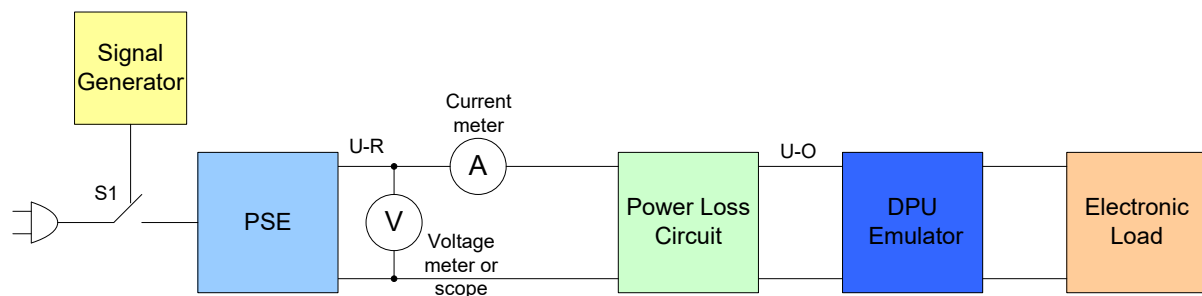 Signal
Generator
S1
PSE
U-R
Current
meter
A
V
Voltage
meter or
scope
Power Loss
Circuit
U-O
DPU
Emulator
Electronic
Load